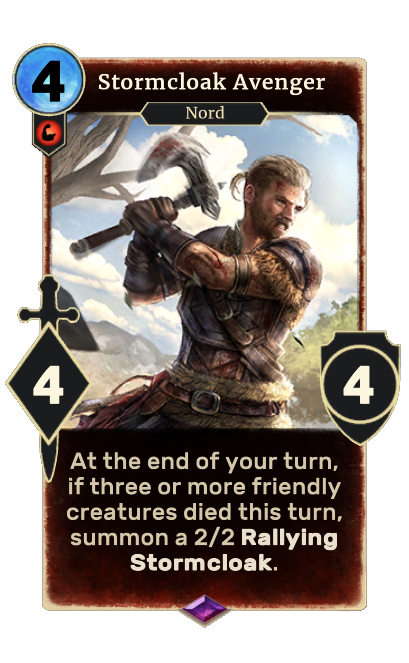 4
Stormcloak Avenger
Nord
4
4
At the end of your turn,
if three or more friendly
creatures died this turn,
summon a 2/2 Rallying
Stormcloak.